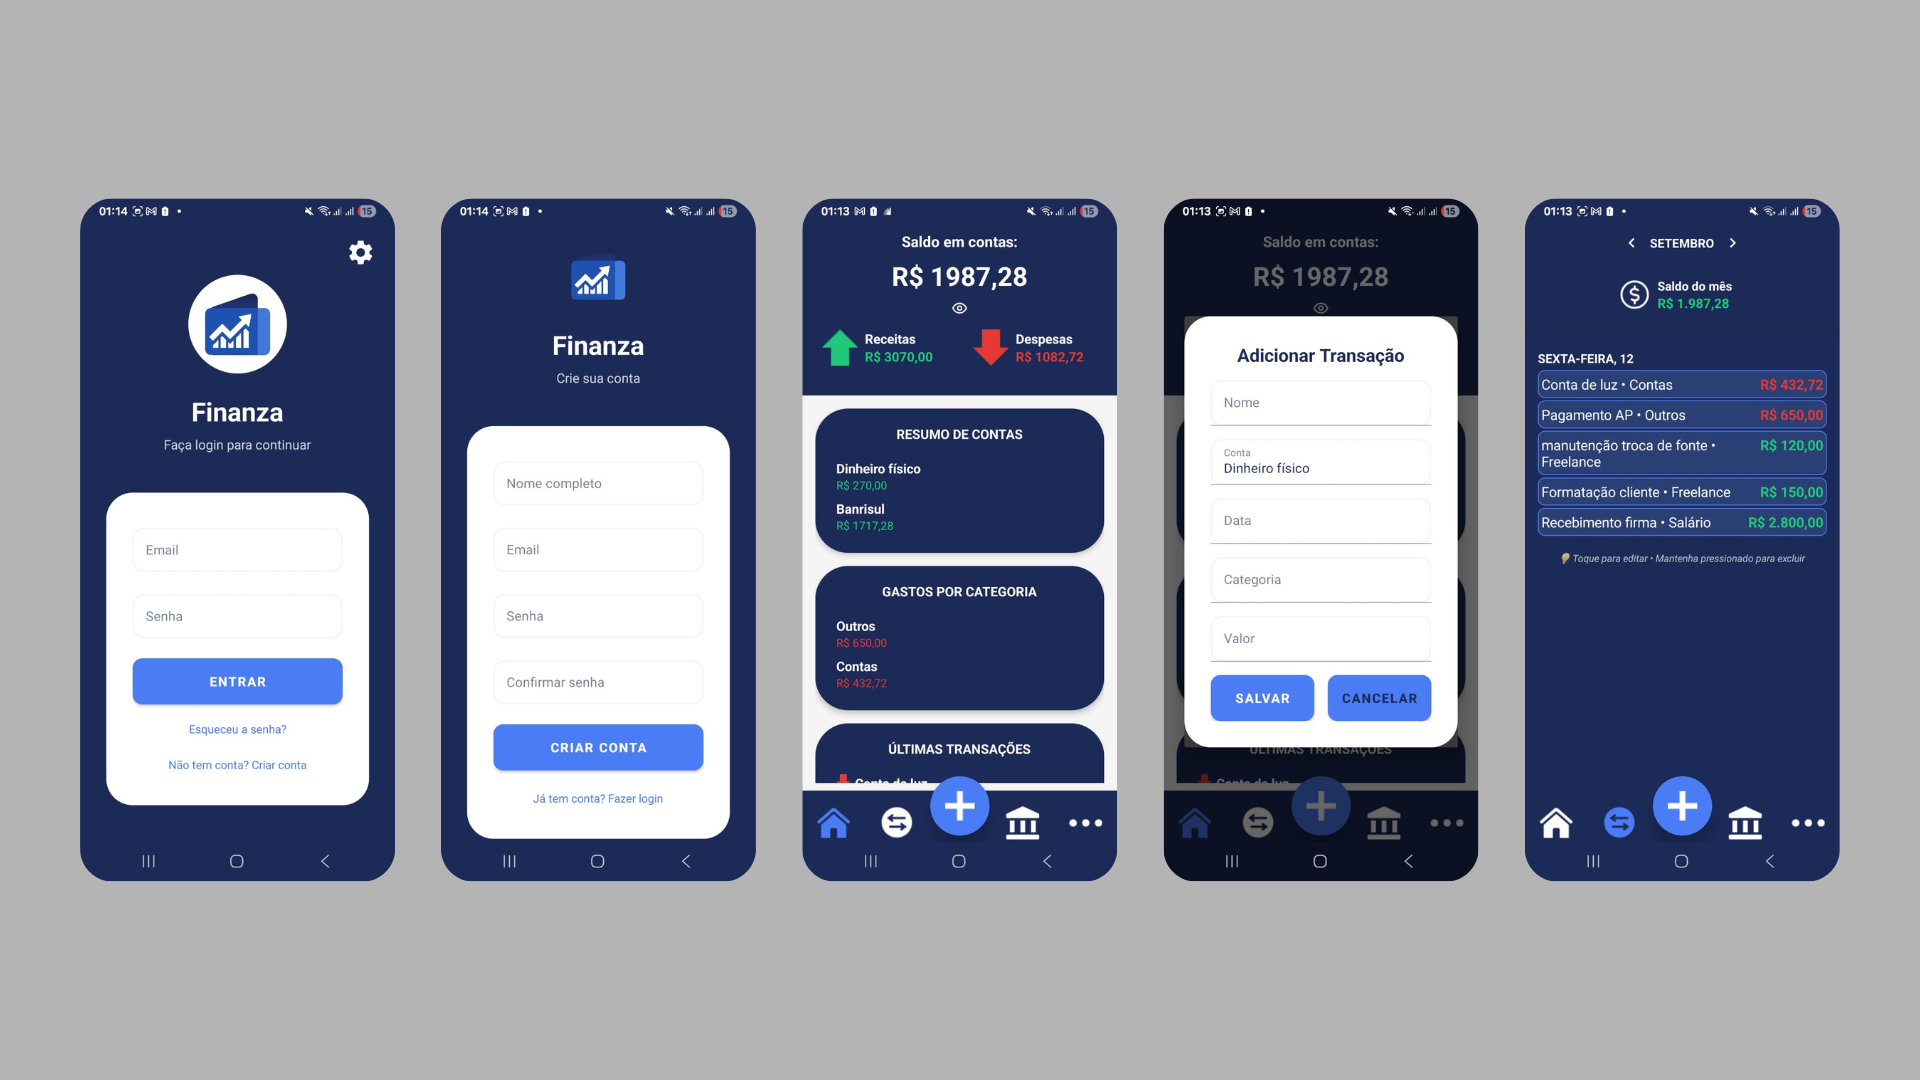 01:14
15
Finanza
Faça login para continuar
Email
Senha
ENTRAR
Esqueceu a senha?
Não tem conta? Criar conta
01:14
15
Finanza
Crie sua conta
Nome completo
Email
Senha
Confirmar senha
CRIAR CONTA
Já tem conta? Fazer login
01:13
15
Saldo em contas:
R$ 1987,28
Receitas
R$ 3070,00
Despesas
R$ 1082,72
RESUMO DE CONTAS
Dinheiro físico
R$ 270,00
Banrisul
R$ 1717,28
GASTOS POR CATEGORIA
Outros
R$ 650,00
Contas
R$ 432,72
ÚLTIMAS TRANSAÇÕES
Conta de luz
01:13
15
Saldo em contas:
R$ 1987,28
Adicionar Transação
Nome
Conta
Dinheiro físico
Data
Categoria
Valor
SALVAR CANCELAR
ÚLTIMAS TRANSAÇÕES
Conta de luz
01:13
15
SETEMBRO
Saldo do mês
R$ 1.987,28
SEXTA-FEIRA, 12
Conta de luz • Contas R$ 432,72
Pagamento AP • Outros R$ 650,00
manutenção troca de fonte • R$ 120,00
Freelance
Formatação cliente • Freelance R$ 150,00
Recebimento firma • Salário R$ 2.800,00
Toque para editar • Mantenha pressionado para excluir